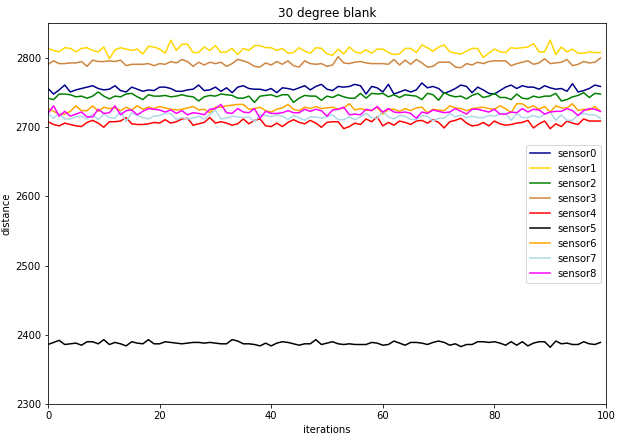 30 degree blank
distance
2800
2700
2600
2500
2400
2300
sensor0
sensor1
sensor2
sensor3
sensor4
sensor5
sensor6
sensor7
sensor8
0 20 40 60 80 100
iterations